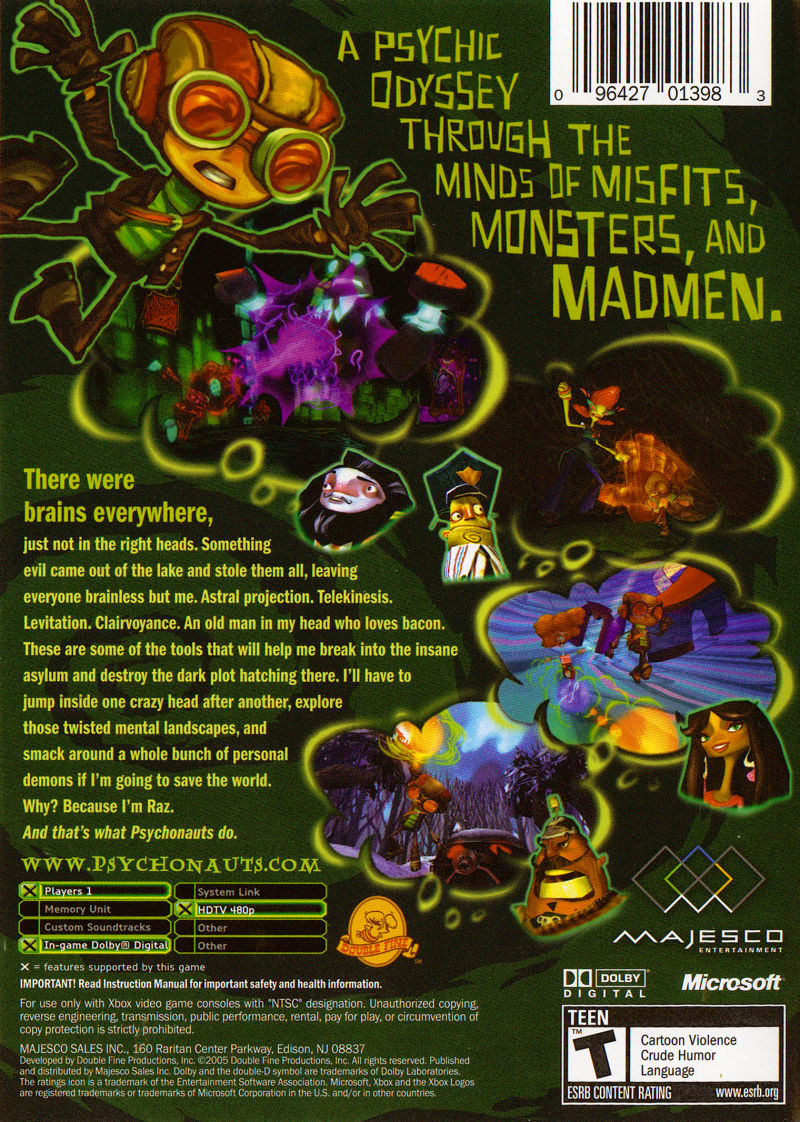 A PSYCHIC
ODYSSEY
THROUGH THE
MINDS OF MISFITS,
MONSTERS, AND
MADMEN.
0 96427 01398 3
There were
brains everywhere,
just not in the right heads. Something
evil came out of the lake and stole them all, leaving
everyone brainless but me. Astral projection. Telekinesis.
Levitation. Clairvoyance. An old man in my head who loves bacon.
These are some of the tools that will help me break into the insane
asylum and destroy the dark plot hatching there. I'll have to
jump inside one crazy head after another, explore
those twisted mental landscapes, and
smack around a whole bunch of personal
demons if I'm going to save the world.
Why? Because I'm Raz.
And that's what Psychonauts do.
WWW.PSYCHONAUTS.COM
X Players 1
System Link
Memory Unit
X HDTV 480p
Custom Soundtracks
Other
X In-game Dolby® Digital
Other
X = features supported by this game
DOUBLE FINE SM
MAJESCO
ENTERTAINMENT
IMPORTANT! Read Instruction Manual for important safety and health information.
For use only with Xbox video game consoles with "NTSC" designation. Unauthorized copying,
reverse engineering, transmission, public performance, rental, pay for play, or circumvention of
copy protection is strictly prohibited.
MAJESCO SALES INC., 160 Raritan Center Parkway, Edison, NJ 08837
Developed by Double Fine Productions, Inc. ©2005 Double Fine Productions, Inc. All rights reserved. Published
and distributed by Majesco Sales Inc. Dolby and the double-D symbol are trademarks of Dolby Laboratories.
The ratings icon is a trademark of the Entertainment Software Association. Microsoft, Xbox and the Xbox Logos
are registered trademarks or trademarks of Microsoft Corporation in the U.S. and/or in other countries.
DOLBY®
DIGITAL
Microsoft®
TEEN
T™
Cartoon Violence
Crude Humor
Language
ESRB CONTENT RATING www.esrb.org